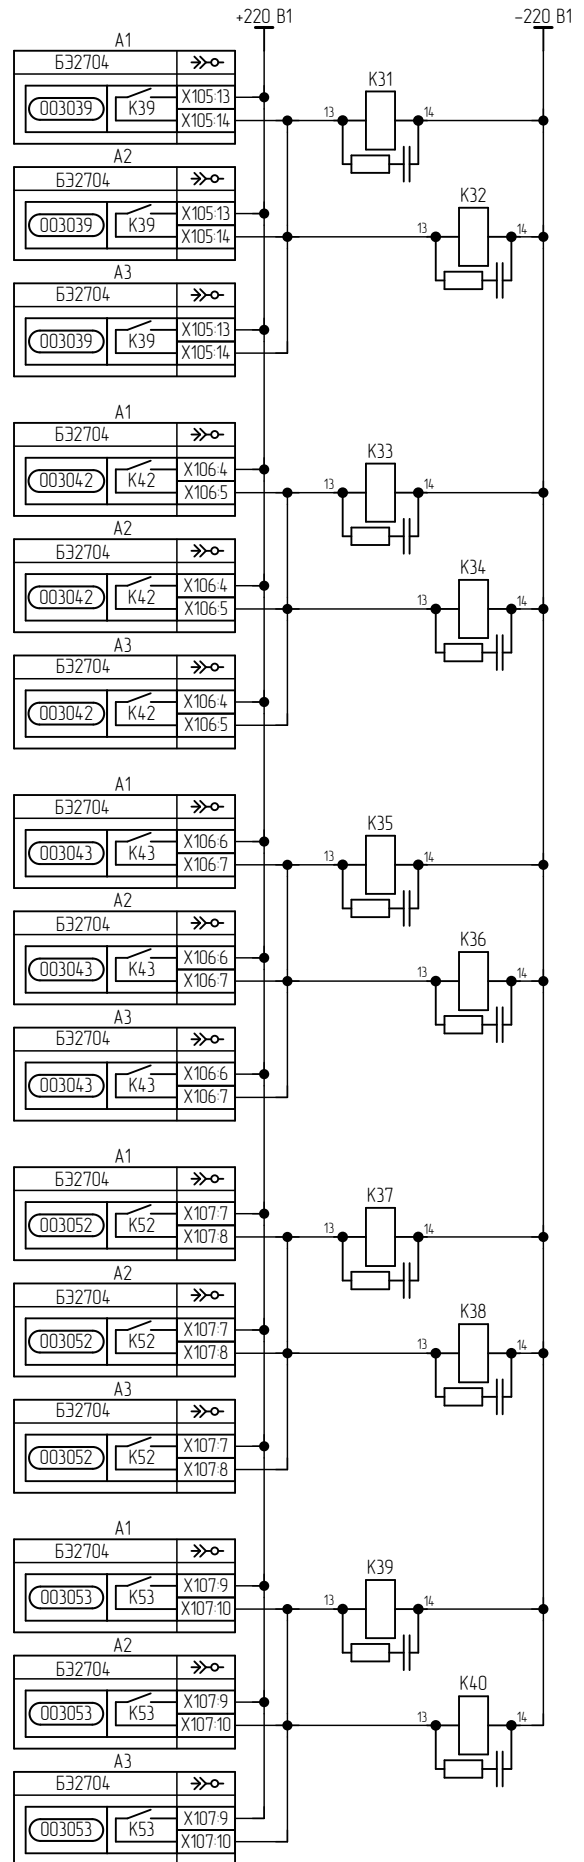 +220 В1
−220 В1
А1
БЭ2704
003039
К39
Х105:13
Х105:14
13
К31
14
А2
БЭ2704
003039
К39
Х105:13
Х105:14
13
К32
14
А3
БЭ2704
003039
К39
Х105:13
Х105:14
А1
БЭ2704
003042
К42
Х106:4
Х106:5
13
К33
14
А2
БЭ2704
003042
К42
Х106:4
Х106:5
13
К34
14
А3
БЭ2704
003042
К42
Х106:4
Х106:5
А1
БЭ2704
003043
К43
Х106:6
Х106:7
13
К35
14
А2
БЭ2704
003043
К43
Х106:6
Х106:7
13
К36
14
А3
БЭ2704
003043
К43
Х106:6
Х106:7
А1
БЭ2704
003052
К52
Х107:7
Х107:8
13
К37
14
А2
БЭ2704
003052
К52
Х107:7
Х107:8
13
К38
14
А3
БЭ2704
003052
К52
Х107:7
Х107:8
А1
БЭ2704
003053
К53
Х107:9
Х107:10
13
К39
14
А2
БЭ2704
003053
К53
Х107:9
Х107:10
13
К40
14
А3
БЭ2704
003053
К53
Х107:9
Х107:10